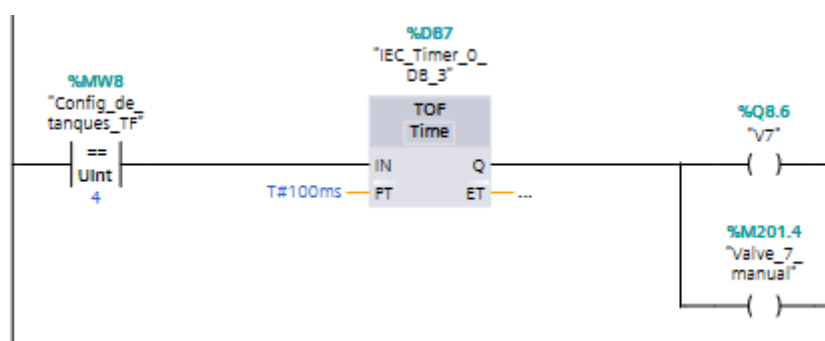 %DB7
"IEC_Timer_0_
DB_3"
%MW8
"Config_de_
tanques_TF"
==
UInt
4
TOF
Time
IN
Q
T#100ms
PT
ET
...
%Q8.6
"V7"
%M201.4
"Valve_7_
manual"